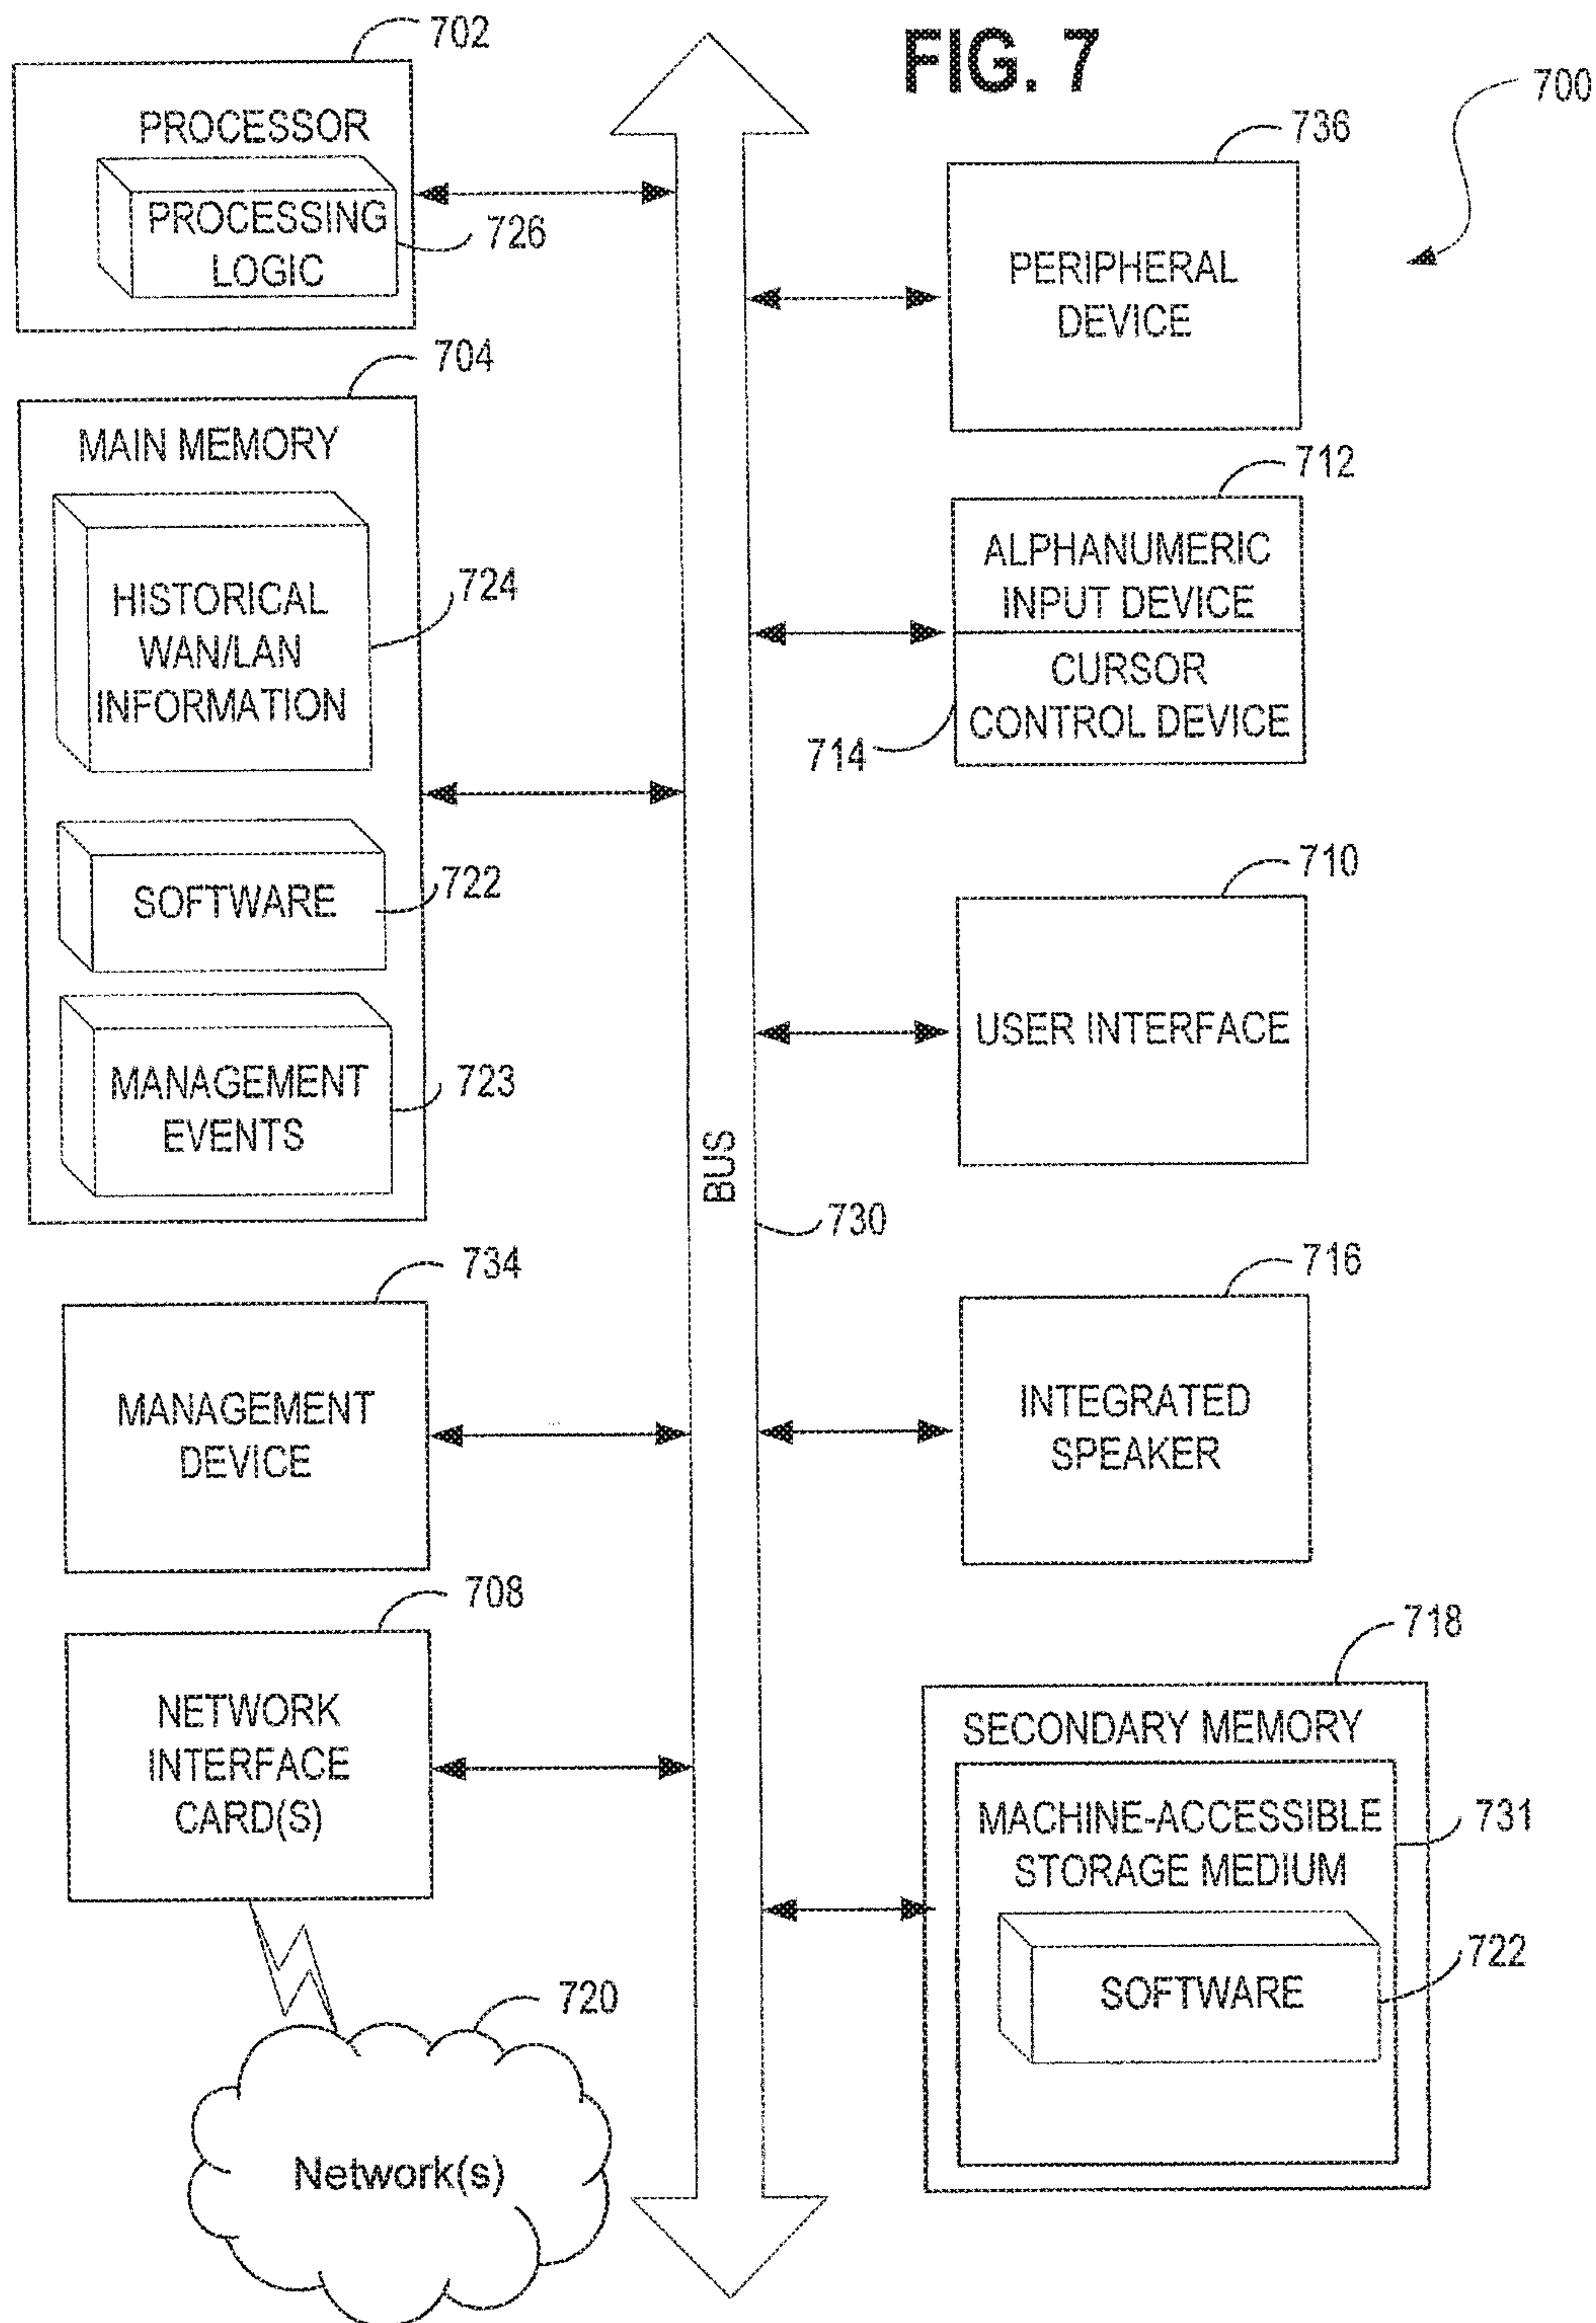 FIG. 7
700
702
PROCESSOR
PROCESSING
LOGIC
726
704
MAIN MEMORY
HISTORICAL
WAN/LAN
INFORMATION
724
SOFTWARE
722
MANAGEMENT
EVENTS
723
734
MANAGEMENT
DEVICE
708
NETWORK
INTERFACE
CARD(S)
720
Network(s)
BUS
730
736
PERIPHERAL
DEVICE
712
ALPHANUMERIC
INPUT DEVICE
CURSOR
CONTROL DEVICE
714
710
USER INTERFACE
716
INTEGRATED
SPEAKER
718
SECONDARY MEMORY
MACHINE-ACCESSIBLE
STORAGE MEDIUM
731
SOFTWARE
722